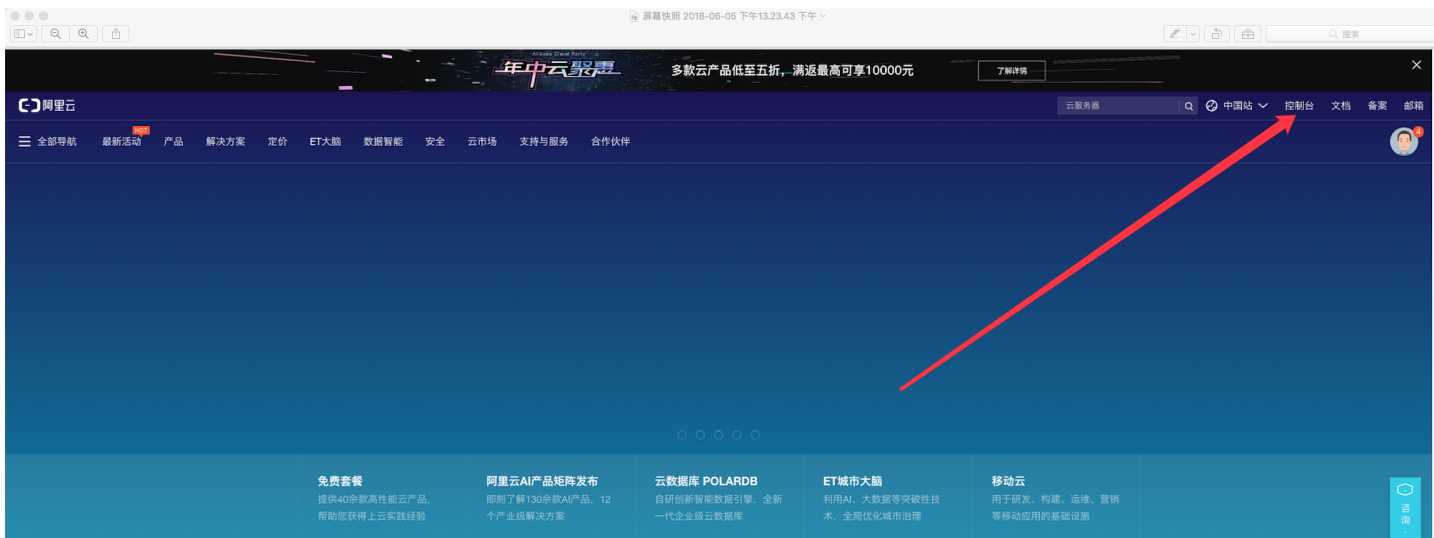 屏幕快照 2018-06-05 下午13.23.43 下午
搜索
Alibaba Cloud Party
年中云聚惠
多款云产品低至五折，满返最高可享10000元
了解详情
阿里云
云服务器
中国站
控制台
文档
备案
邮箱
全部导航
最新活动
HOT
产品
解决方案
定价
ET大脑
数据智能
安全
云市场
支持与服务
合作伙伴
4
免费套餐
提供40余款高性能云产品，
帮助您获得上云实践经验
阿里云AI产品矩阵发布
即刻了解130余款AI产品，12
个产业级解决方案
云数据库 POLARDB
自研创新智能数据引擎，全新
一代企业级云数据库
ET城市大脑
利用AI、大数据等突破性技
术，全局优化城市治理
移动云
用于研发、构建、运维、营销
等移动应用的基础设施
咨
询